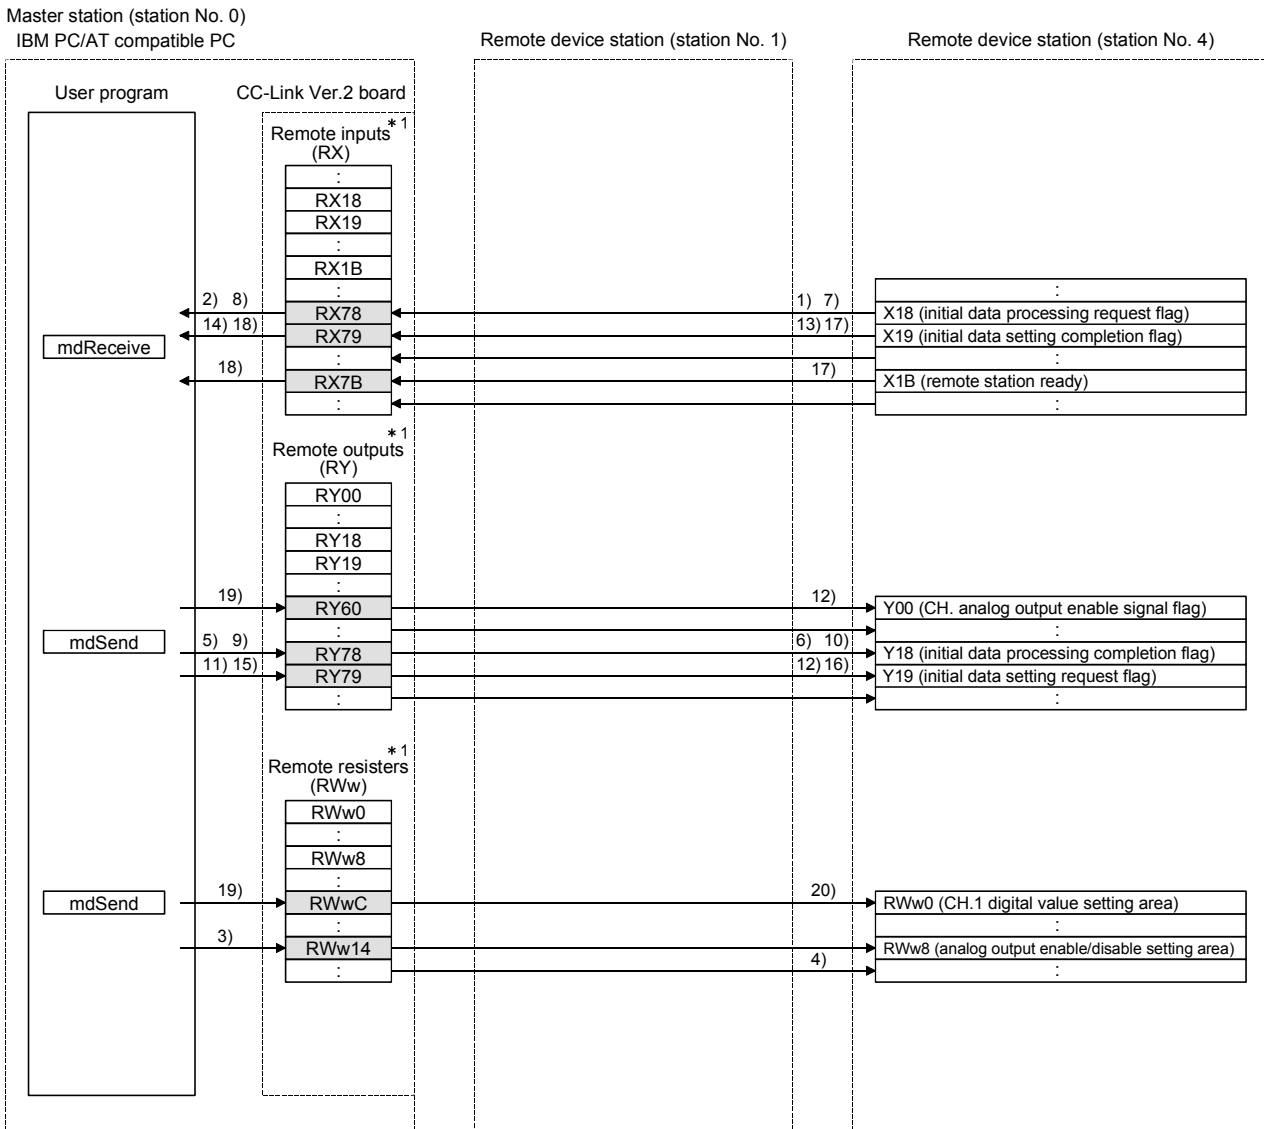 Master station (station No. 0)
IBM PC/AT compatible PC
Remote device station (station No. 1)
Remote device station (station No. 4)
User program
CC-Link Ver.2 board
Remote inputs *1
(RX)
:
RX18
RX19
:
RX1B
:
2) 8)
RX78
1) 7)
:
X18 (initial data processing request flag)
14) 18)
RX79
13) 17)
X19 (initial data setting completion flag)
mdReceive
:
:
18)
RX7B
17)
X1B (remote station ready)
:
:
Remote outputs *1
(RY)
RY00
:
RY18
RY19
:
19)
RY60
12)
Y00 (CH. analog output enable signal flag)
:
:
mdSend
5) 9)
RY78
6) 10)
Y18 (initial data processing completion flag)
11) 15)
RY79
12) 16)
Y19 (initial data setting request flag)
:
:
Remote resisters *1
(RWw)
RWw0
:
RWw8
:
mdSend
19)
RWwC
20)
RWw0 (CH.1 digital value setting area)
:
:
3)
RWw14
RWw8 (analog output enable/disable setting area)
4)
:
: